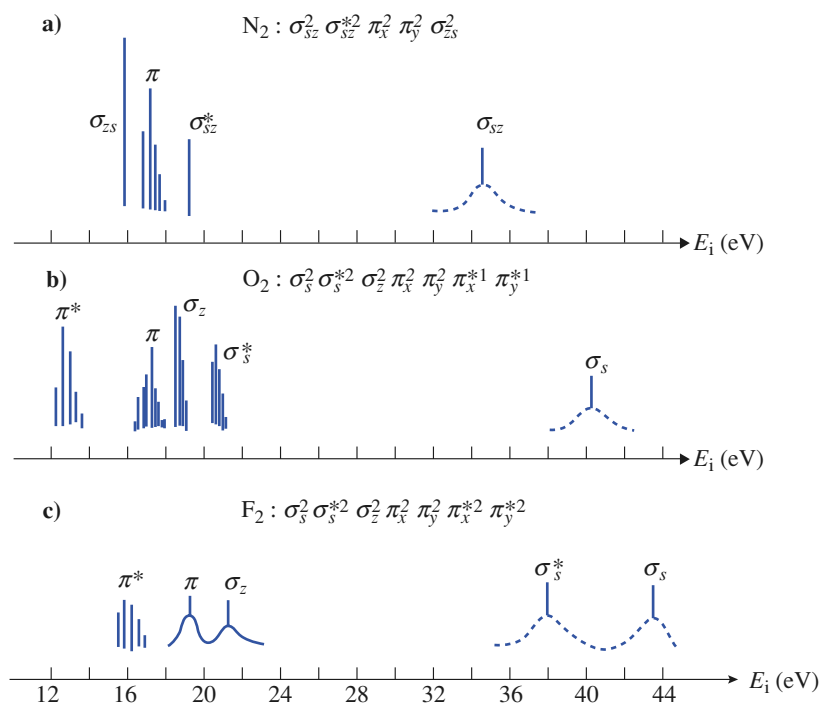 a) N₂ : σ²sz σ*²sz π²x π²y σ²zs
π
σzs σ*sz σsz
Eᵢ (eV)
b) O₂ : σ²s σ*²s σ²z π²x π²y π*¹x π*¹y
π* σz
π σ*s σs
Eᵢ (eV)
c) F₂ : σ²s σ*²s σ²z π²x π²y π*²x π*²y
π* π σz σ*s σs
12 16 20 24 28 32 36 40 44 Eᵢ (eV)